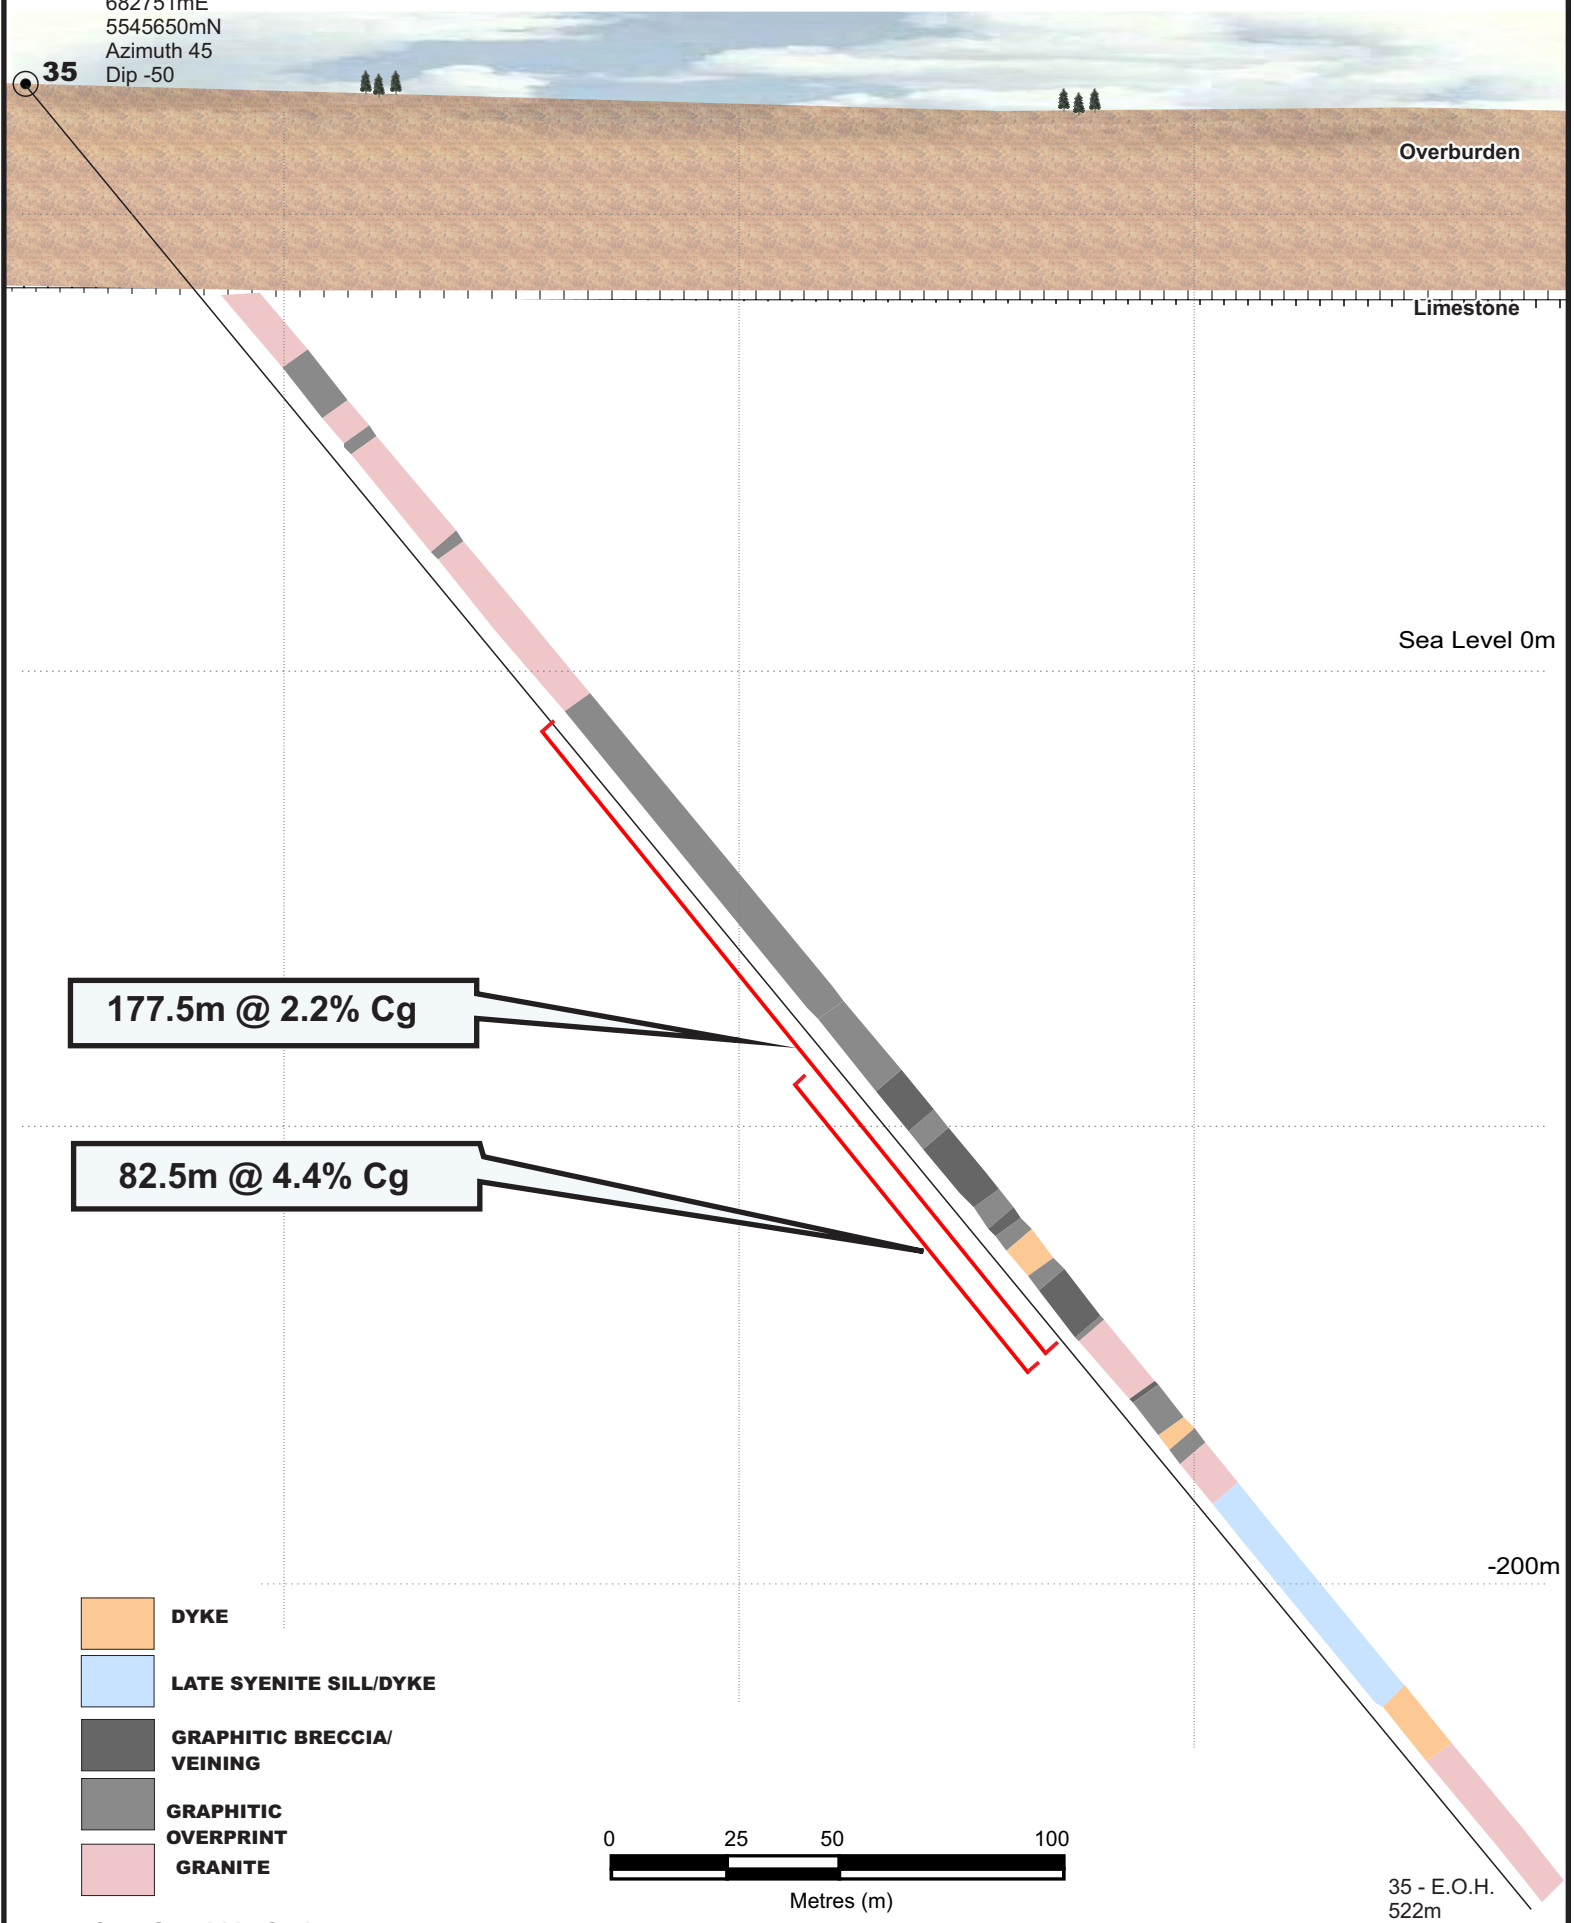 682751mE
5545650mN
Azimuth 45
Dip -50
35
Overburden
Limestone
Sea Level 0m
177.5m @ 2.2% Cg
82.5m @ 4.4% Cg
-200m
DYKE
LATE SYENITE SILL/DYKE
GRAPHITIC BRECCIA/
VEINING
GRAPHITIC
OVERPRINT
GRANITE
0 25 50 100
Metres (m)
35 - E.O.H.
522m